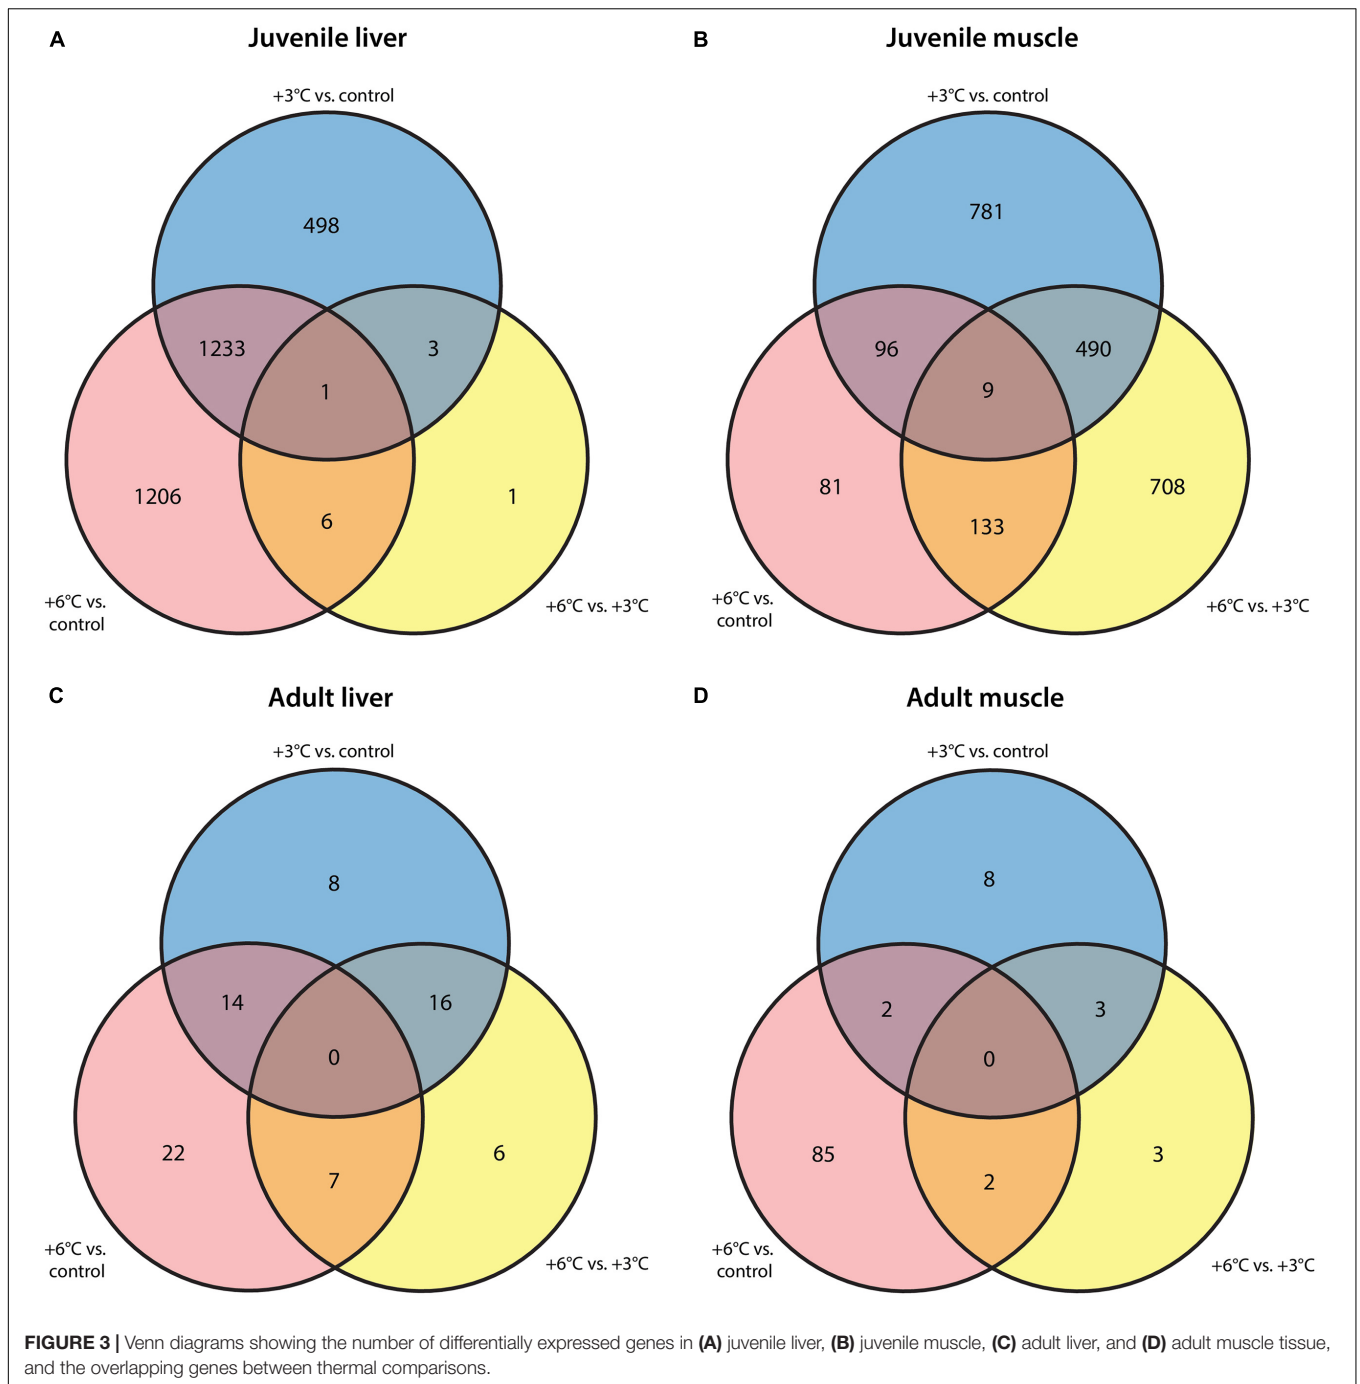 A
Juvenile liver
+3°C vs. control
498
1233
3
1
1206
6
1
+6°C vs.
control
+6°C vs. +3°C
B
Juvenile muscle
+3°C vs. control
781
96
490
9
81
133
708
+6°C vs.
control
+6°C vs. +3°C
C
Adult liver
+3°C vs. control
8
14
16
0
22
7
6
+6°C vs.
control
+6°C vs. +3°C
D
Adult muscle
+3°C vs. control
8
2
3
0
85
2
3
+6°C vs.
control
+6°C vs. +3°C
FIGURE 3 | Venn diagrams showing the number of differentially expressed genes in (A) juvenile liver, (B) juvenile muscle, (C) adult liver, and (D) adult muscle tissue,
and the overlapping genes between thermal comparisons.